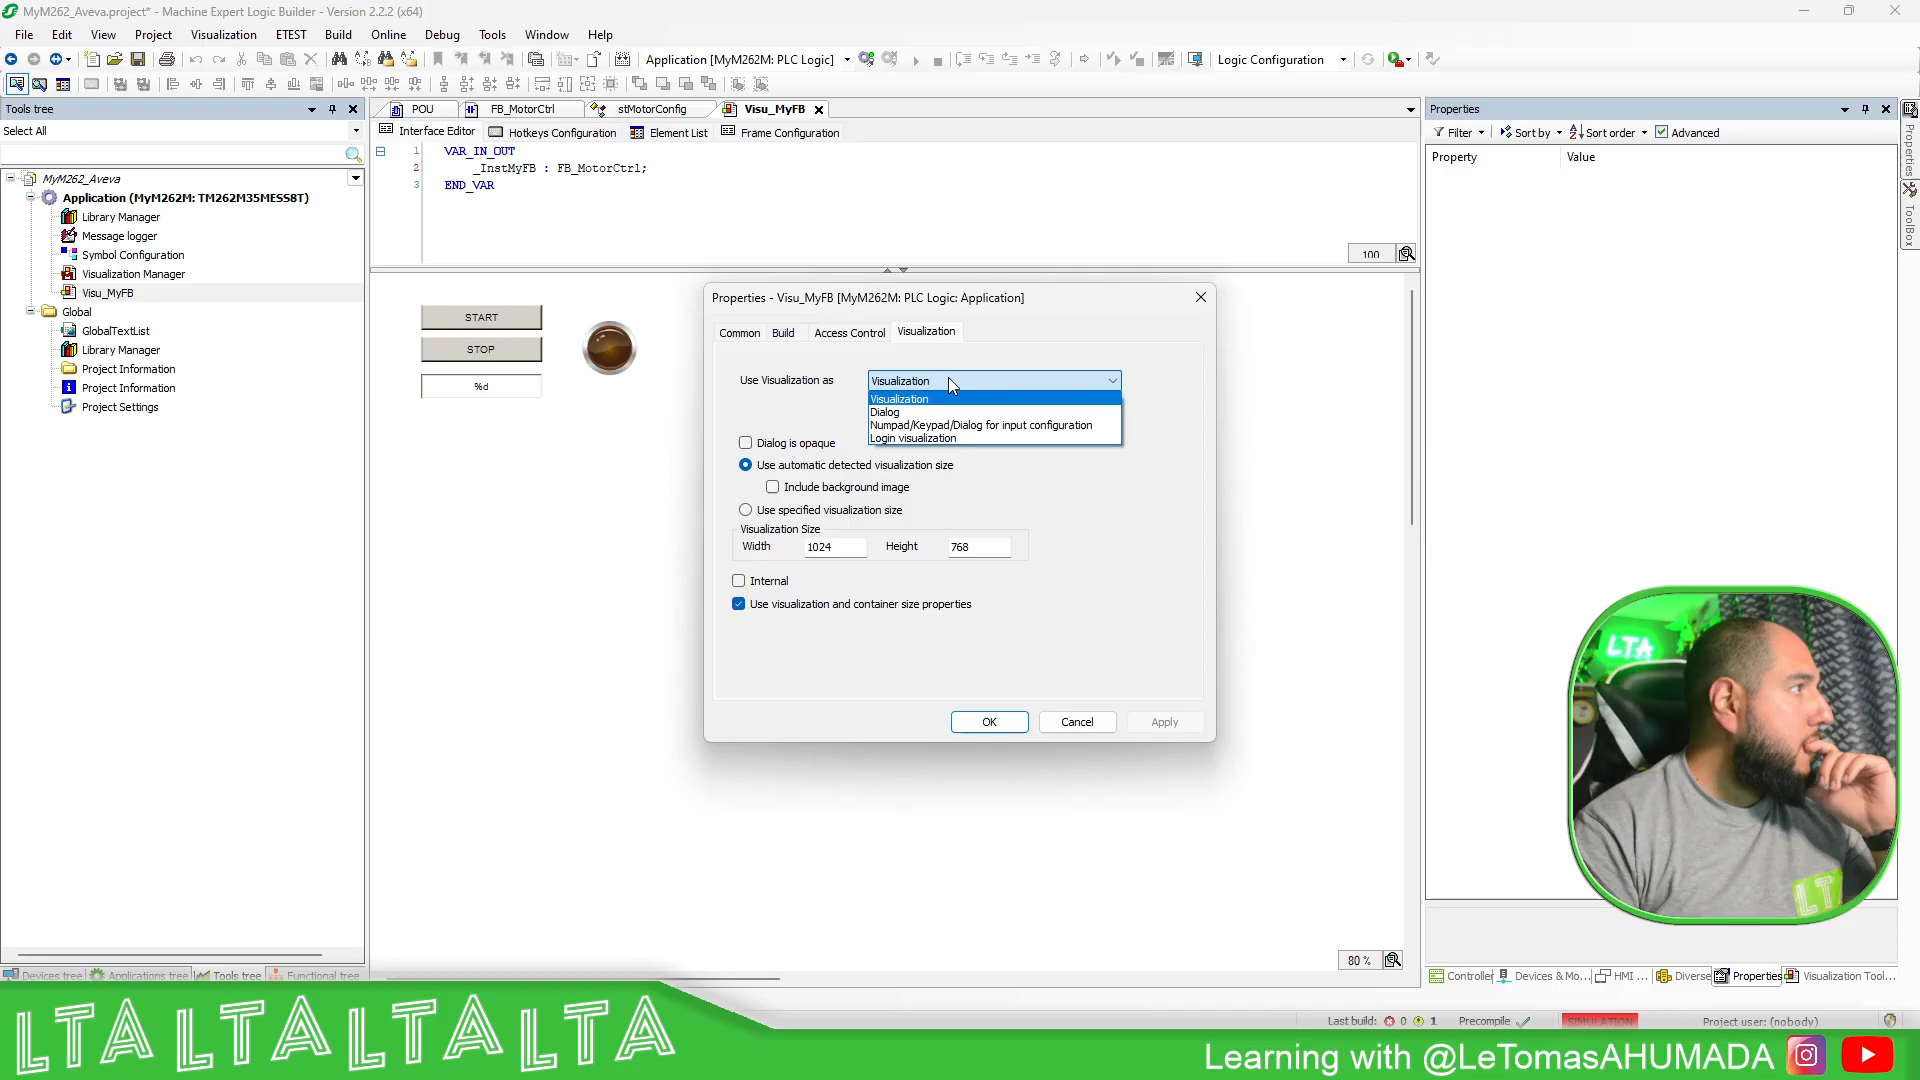 MyM262_Aveva.project* - Machine Expert Logic Builder - Version 2.2.2 (x64)
File Edit View Project Visualization ETEST Build Online Debug Tools Window Help
Application [MyM262M: PLC Logic] Logic Configuration
Tools tree
Select All
MyM262_Aveva
Application (MyM262M: TM262M35MESS8T)
Library Manager
Message logger
Symbol Configuration
Visualization Manager
Visu_MyFB
Global
GlobalTextList
Library Manager
Project Information
Project Information
Project Settings
Devices tree Applications tree Tools tree Functional tree
POU FB_MotorCtrl stMotorConfig Visu_MyFB
Interface Editor Hotkeys Configuration Element List Frame Configuration
1 VAR_IN_OUT
2 _InstMyFB : FB_MotorCtrl;
3 END_VAR
100
START
STOP
%d
Properties - Visu_MyFB [MyM262M: PLC Logic: Application]
Common Build Access Control Visualization
Use Visualization as Visualization
Visualization
Dialog
Numpad/Keypad/Dialog for input configuration
Login visualization
Dialog is opaque
Use automatic detected visualization size
Include background image
Use specified visualization size
Visualization Size
Width 1024 Height 768
Internal
Use visualization and container size properties
OK Cancel Apply
80 %
Properties
Filter Sort by Sort order Advanced
Property Value
Properties
ToolBox
LTA
LT
Controller Devices & Mo... HMI ... Diverse Properties Visualization Tool...
Last build: 0 1 Precompile SIMULATION Project user: (nobody)
LTALTALTALTA
Learning with @LeTomasAHUMADA